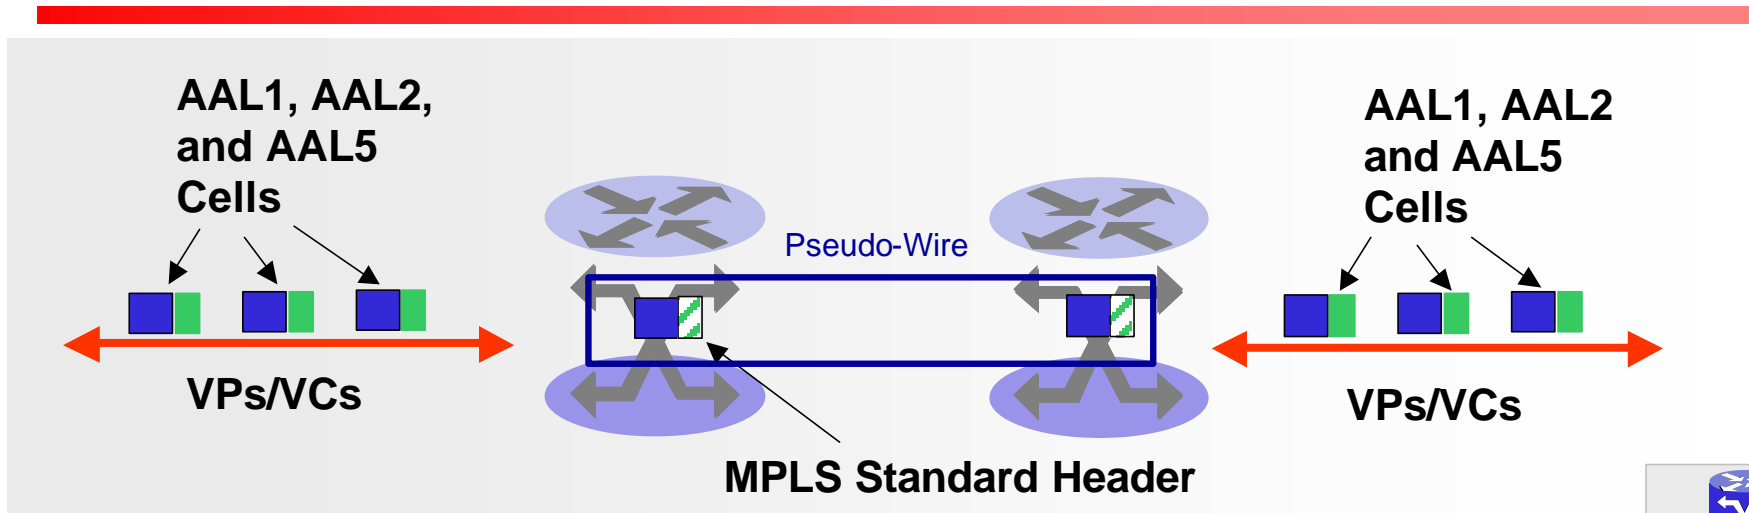 AAL1, AAL2,
and AAL5
Cells
AAL1, AAL2
and AAL5
Cells
Pseudo-Wire
VPs/VCs
VPs/VCs
MPLS Standard Header